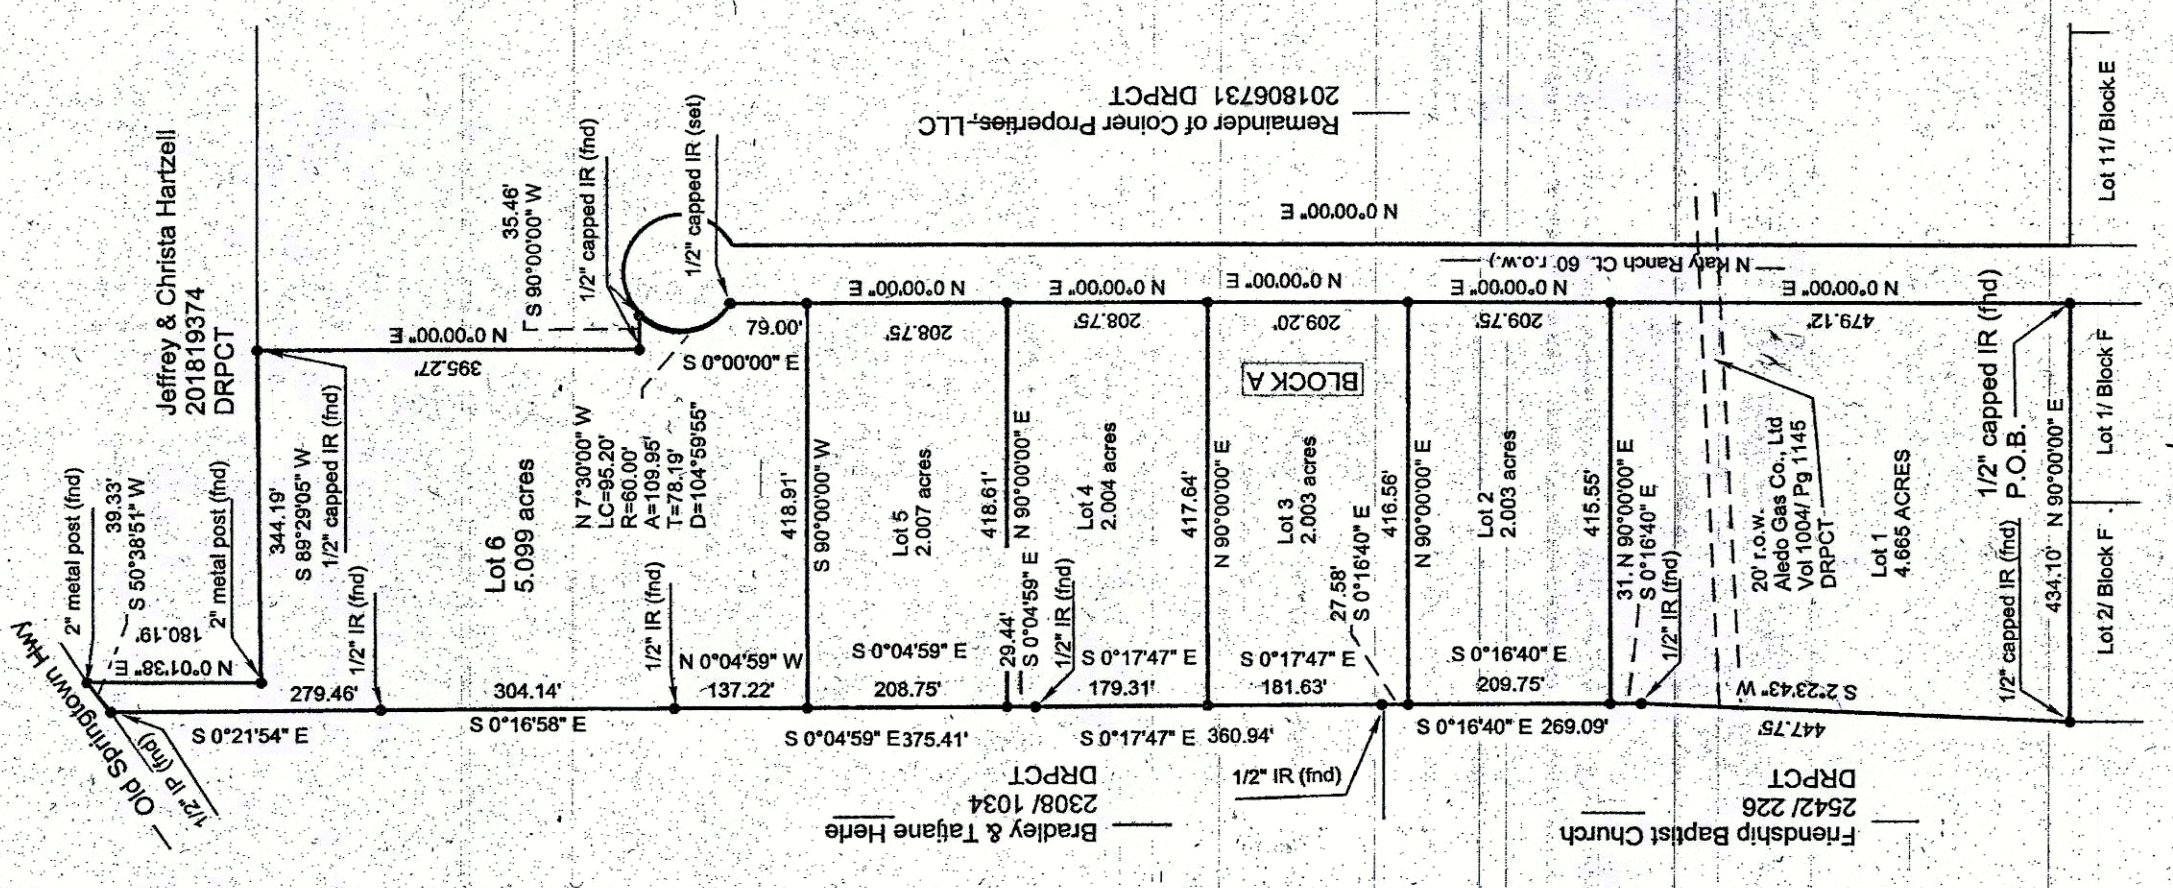 Old Springtown Hwy
1/2" IP (fnd)
2" metal post (fnd)
39.33'
S 50°38'51" W
180.19'
N 0°01'38" E
2" metal post (fnd)
Jeffrey & Christa Hartzell
201819374
DRPCT
344.19'
S 89°29'05" W
1/2" capped IR (fnd)
1/2" IR (fnd)
279.46'
S 0°21'54" E
N 0°00'00" E
395.27'
Lot 6
5.099 acres
304.14'
S 0°16'58" E
35.46'
S 90°00'00" W
1/2" capped IR (fnd)
1/2" capped IR (set)
N 7°30'00" W
LC=95.20'
R=60.00'
A=109.95'
T=78.19'
D=104°59'55"
1/2" IR (fnd)
N 0°04'59" W
137.22'
79.00'
S 0°00'00" E
418.91'
S 90°00'00" W
N 0°00'00" E
208.75'
Lot 5
2.007 acres
S 0°04'59" E
208.75'
S 0°04'59" E 375.41'
418.61'
N 90°00'00" E
29.44'
S 0°04'59" E
1/2" IR (fnd)
N 0°00'00" E
208.75'
Lot 4
2.004 acres
S 0°17'47" E
179.31'
S 0°17'47" E 360.94'
417.64'
N 90°00'00" E
N 0°00'00" E
209.20'
BLOCK A
Lot 3
2.003 acres
S 0°17'47" E
181.63'
27.58'
S 0°16'40" E
1/2" IR (fnd)
416.56'
N 90°00'00" E
N 0°00'00" E
209.75'
Lot 2
2.003 acres
S 0°16'40" E
209.75'
S 0°16'40" E 269.09'
415.55'
N 90°00'00" E
S 0°16'40" E
1/2" IR (fnd)
N 0°00'00" E
479.12'
20' r.o.w.
Aledo Gas Co., Ltd
Vol 1004/ Pg 1145
DRPCT
Lot 1
4.665 ACRES
S 2°23'43" W
447.75'
1/2" capped IR (fnd)
P.O.B.
1/2" capped IR (fnd)
434.10' N 90°00'00" E
Lot 2/ Block F
Lot 1/ Block F
Lot 11/ Block E
N Katy Ranch Ct. 60' r.o.w.)
N 0°00'00" E
Remainder of Coiner Properties, LLC
201806731 DRPCT
Bradley & Tatjane Herle
2308/ 1034
DRPCT
Friendship Baptist Church
2542/ 226
DRPCT